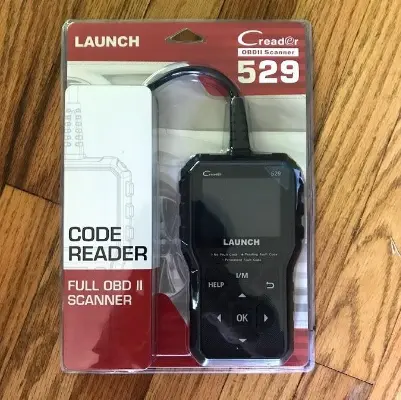 LAUNCH
Creader
OBDII Scanner
529
Creader
529
LAUNCH
I/M
HELP
OK
CODE
READER
FULL OBD II
SCANNER